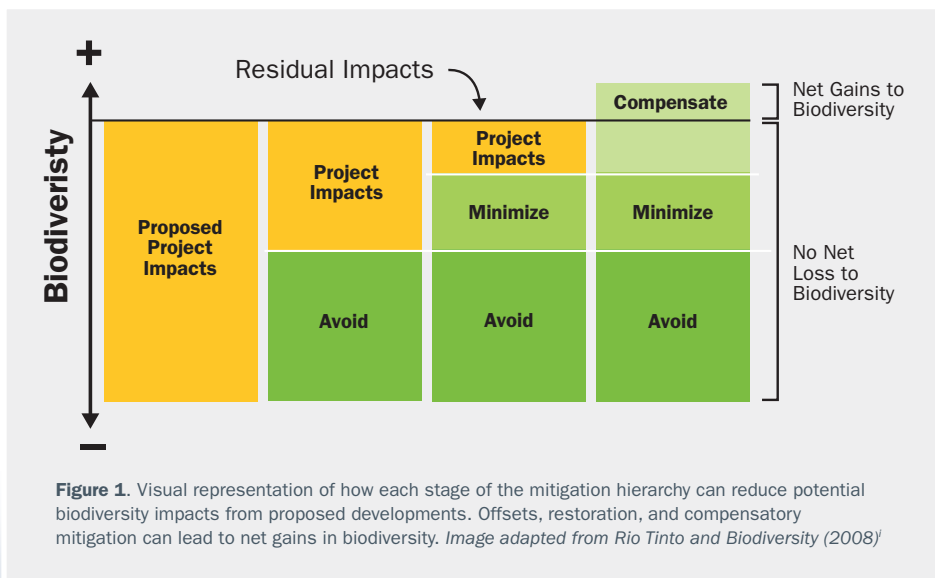 +
Residual Impacts
Compensate
Net Gains to
Biodiversity
Biodiveristy
Proposed
Project
Impacts
Project
Impacts
Avoid
Project
Impacts
Minimize
Avoid
Minimize
Avoid
No Net
Loss to
Biodiversity
−
Figure 1. Visual representation of how each stage of the mitigation hierarchy can reduce potential
biodiversity impacts from proposed developments. Offsets, restoration, and compensatory
mitigation can lead to net gains in biodiversity. Image adapted from Rio Tinto and Biodiversity (2008)i